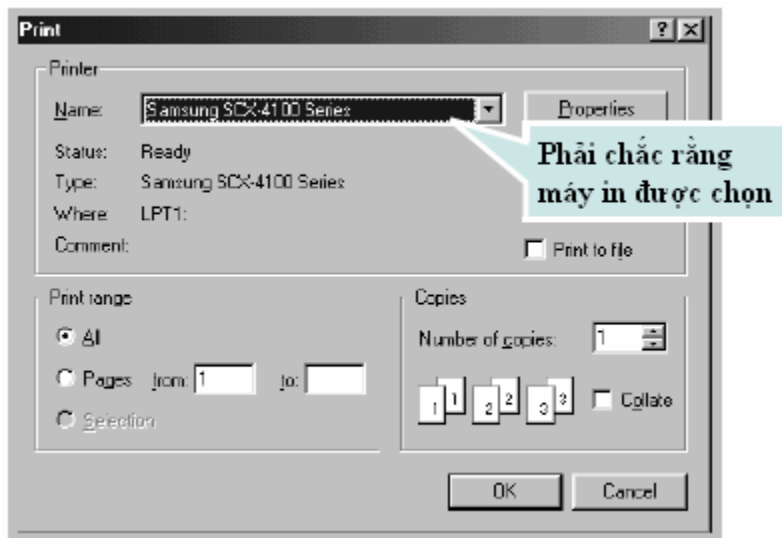 Print
Printer
Name: Samsung SCX-4100 Series Properties
Status: Ready
Type: Samsung SCX-4100 Series
Where: LPT1:
Comment: Print to file
Phải chắc rằng
máy in được chọn
Print range
All
Pages from: 1 to:
Selection
Copies
Number of copies: 1
1 1 2 2 3 3 Collate
OK Cancel